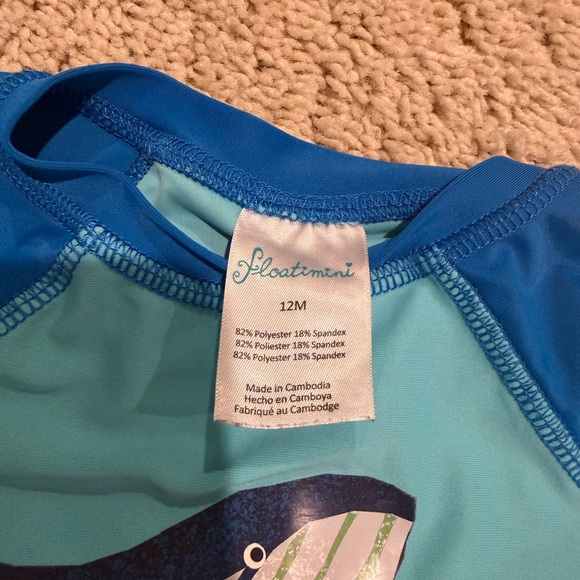 Floatimini
12M
82% Polyester 18% Spandex
82% Poliester 18% Spandex
82% Polyester 18% Spandex
Made in Cambodia
Hecho en Camboya
Fabriqué au Cambodge